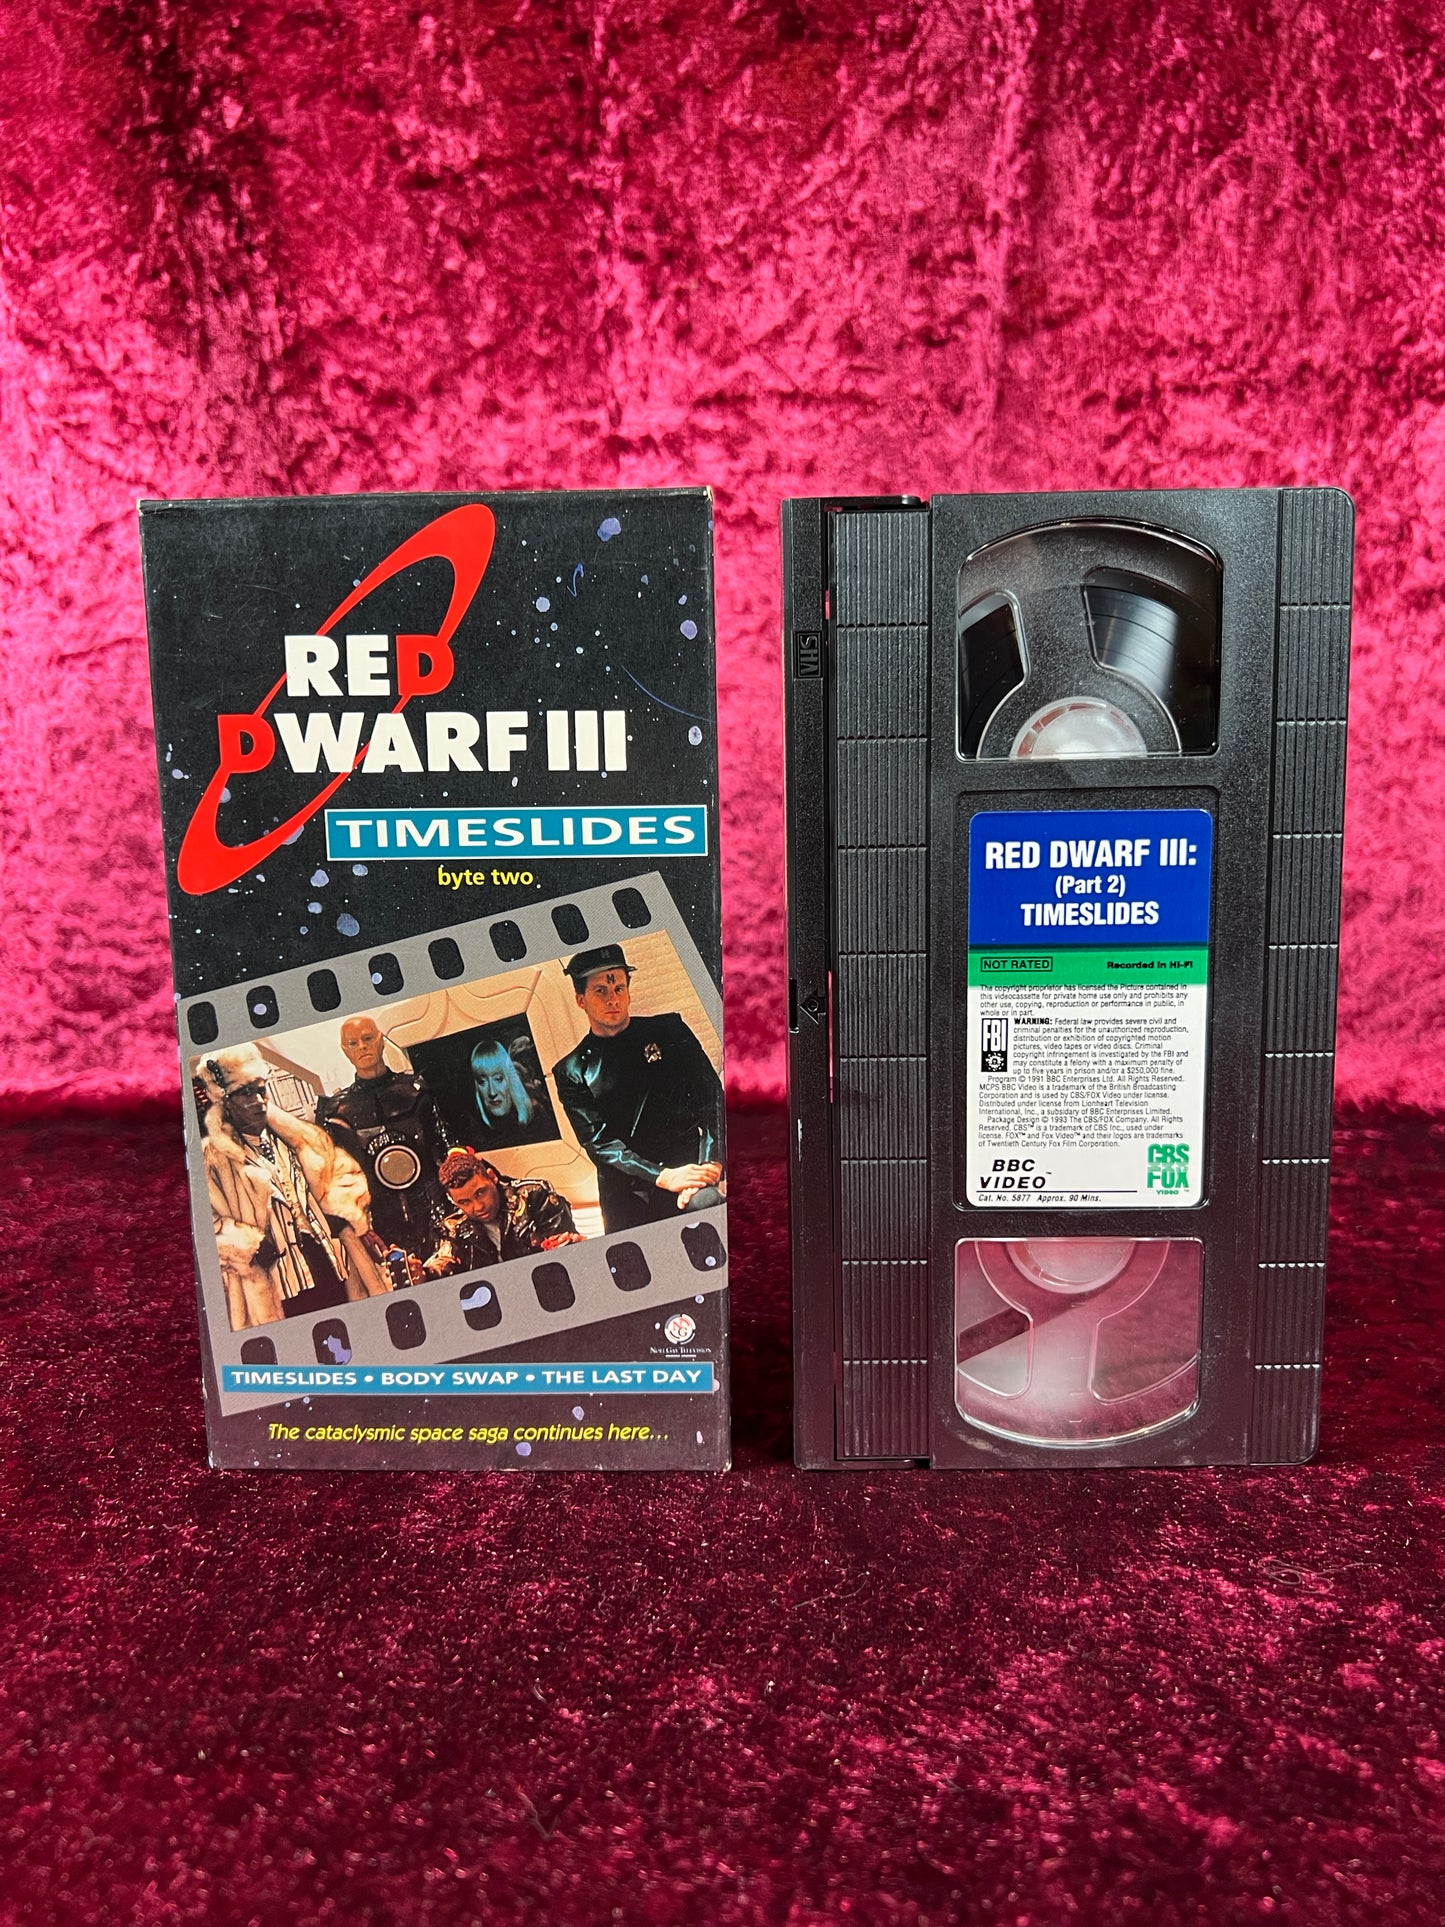 RED
DWARF III
TIMESLIDES
byte two
H
NOEL GAY TELEVISION
TIMESLIDES • BODY SWAP • THE LAST DAY
The cataclysmic space saga continues here...
VHS
RED DWARF III:
(Part 2)
TIMESLIDES
NOT RATED Recorded in Hi-Fi
The copyright proprietor has licensed the Picture contained in
this videocassette for private home use only and prohibits any
other use, copying, reproduction or performance in public, in
whole or in part.
FBI WARNING: Federal law provides severe civil and
criminal penalties for the unauthorized reproduction,
distribution or exhibition of copyrighted motion
pictures, video tapes or video discs. Criminal
copyright infringement is investigated by the FBI and
may constitute a felony with a maximum penalty of
up to five years in prison and/or a $250,000 fine.
Program © 1991 BBC Enterprises Ltd. All Rights Reserved.
MCPS BBC Video is a trademark of the British Broadcasting
Corporation and is used by CBS/FOX Video under license.
Distributed under license from Lionheart Television
International, Inc., a subsidiary of BBC Enterprises Limited.
Package Design © 1993 The CBS/FOX Company. All Rights
Reserved. CBS™ is a trademark of CBS Inc., used under
license. FOX™ and Fox Video™ and their logos are trademarks
of Twentieth Century Fox Film Corporation.
BBC
VIDEO™
CBS
FOX
VIDEO™
Cat. No. 5877 Approx. 90 Mins.